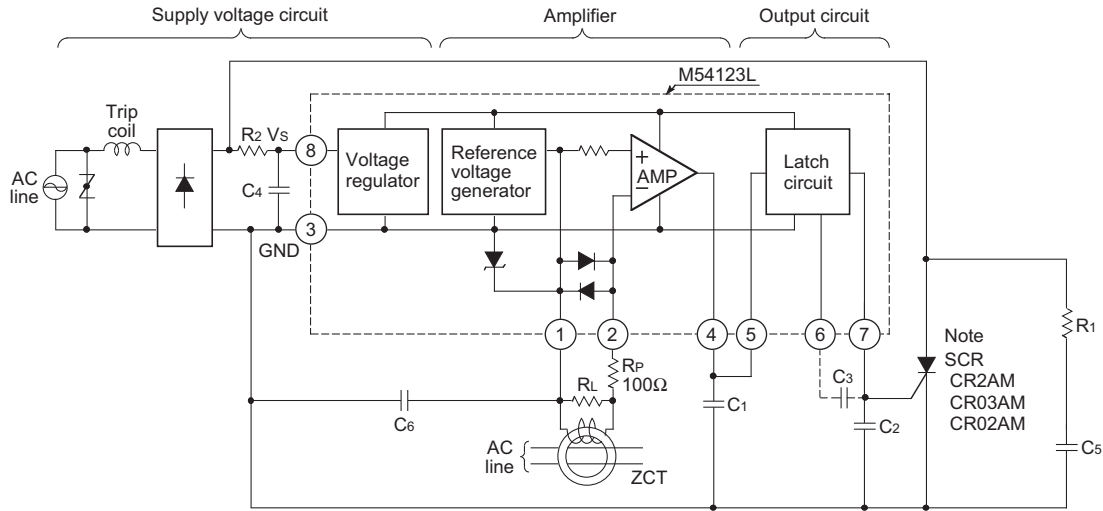 Supply voltage circuit
Amplifier
Output circuit
M54123L
Trip
coil
R2 VS
8
Voltage
regulator
Reference
voltage
generator
+
AMP
−
Latch
circuit
AC
line
C4
GND
3
1
2
4
5
6
7
RP
100Ω
RL
C6
C1
C3
C2
Note
SCR
CR2AM
CR03AM
CR02AM
R1
C5
AC
line
ZCT